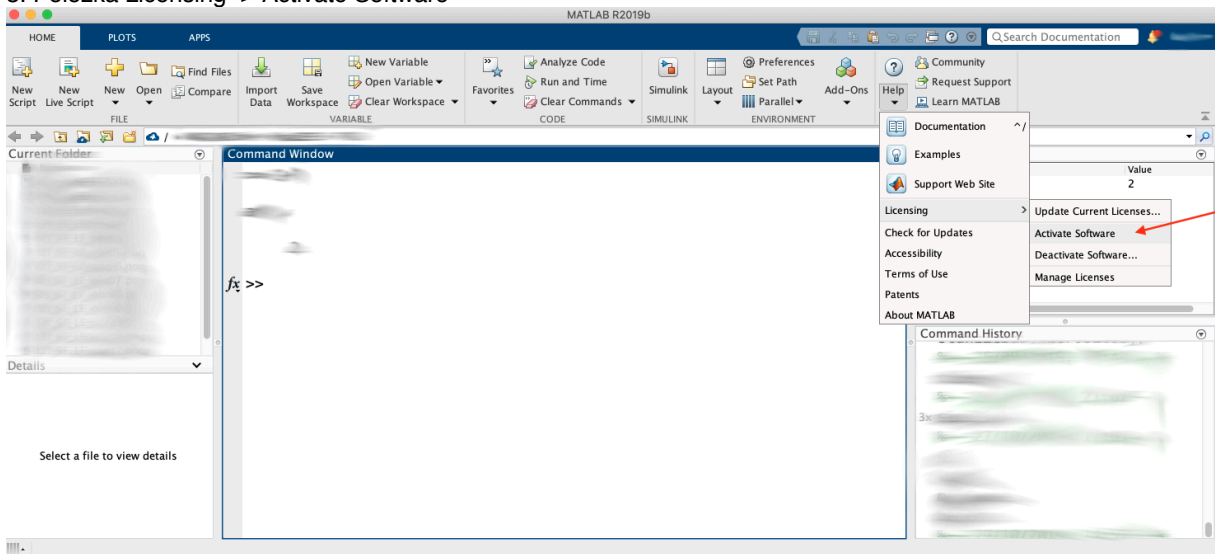 MATLAB R2019b
HOME PLOTS APPS
Search Documentation
New Script
New Live Script
New
Open
Find Files
Compare
FILE
Import Data
Save Workspace
New Variable
Open Variable
Clear Workspace
VARIABLE
Favorites
Analyze Code
Run and Time
Clear Commands
CODE
Simulink
SIMULINK
Layout
Preferences
Set Path
Parallel
ENVIRONMENT
Add-Ons
Help
Community
Request Support
Learn MATLAB
/
Current Folder
Command Window
fx >>
Details
Select a file to view details
Documentation ^/
Examples
Support Web Site
Licensing >
Check for Updates
Accessibility
Terms of Use
Patents
About MATLAB
Update Current Licenses...
Activate Software
Deactivate Software...
Manage Licenses
Value
2
Command History
3x